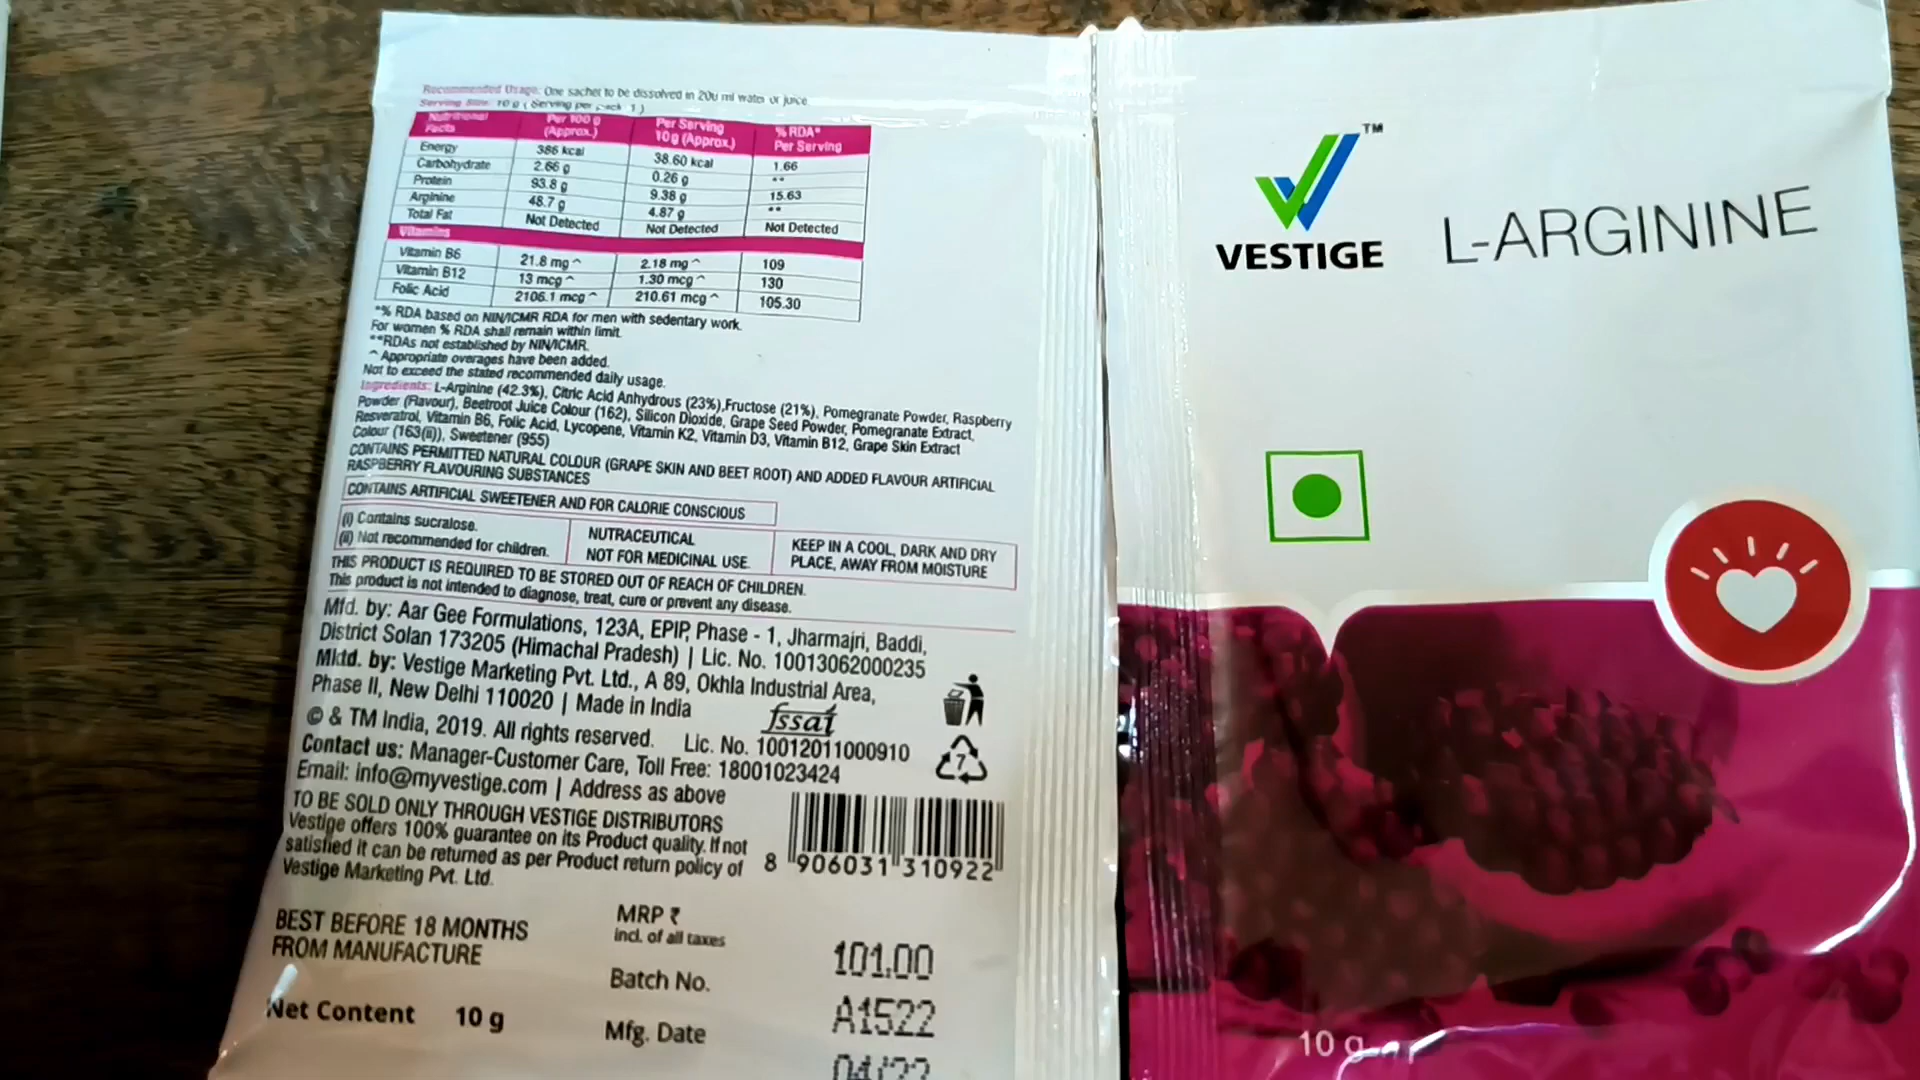 Recommended Usage: One sachet to be dissolved in 200 ml water or juice.
Serving Size: 10 g ( Serving per pack 1 )
Nutritional Facts Per 100 g (Approx.) Per Serving 10 g (Approx.) % RDA* Per Serving
Energy 386 kcal 38.60 kcal 1.66
Carbohydrate 2.66 g 0.26 g **
Protein 93.8 g 9.38 g 15.63
Arginine 48.7 g 4.87 g **
Total Fat Not Detected Not Detected Not Detected
Vitamins
Vitamin B6 21.8 mg^ 2.18 mg^ 109
Vitamin B12 13 mcg^ 1.30 mcg^ 130
Folic Acid 2106.1 mcg^ 210.61 mcg^ 105.30
*% RDA based on NIN/ICMR RDA for men with sedentary work.
For women % RDA shall remain within limit.
**RDAs not established by NIN/ICMR.
^ Appropriate overages have been added.
Not to exceed the stated recommended daily usage.
Ingredients: L-Arginine (42.3%), Citric Acid Anhydrous (23%),Fructose (21%), Pomegranate Powder, Raspberry
Powder (Flavour), Beetroot Juice Colour (162), Silicon Dioxide, Grape Seed Powder, Pomegranate Extract,
Resveratrol, Vitamin B6, Folic Acid, Lycopene, Vitamin K2, Vitamin D3, Vitamin B12, Grape Skin Extract
Colour (163(ii)), Sweetener (955)
CONTAINS PERMITTED NATURAL COLOUR (GRAPE SKIN AND BEET ROOT) AND ADDED FLAVOUR ARTIFICIAL
RASPBERRY FLAVOURING SUBSTANCES
CONTAINS ARTIFICIAL SWEETENER AND FOR CALORIE CONSCIOUS
(i) Contains sucralose.
(ii) Not recommended for children.
NUTRACEUTICAL
NOT FOR MEDICINAL USE.
KEEP IN A COOL, DARK AND DRY
PLACE, AWAY FROM MOISTURE
THIS PRODUCT IS REQUIRED TO BE STORED OUT OF REACH OF CHILDREN.
This product is not intended to diagnose, treat, cure or prevent any disease.
Mfd. by: Aar Gee Formulations, 123A, EPIP, Phase - 1, Jharmajri, Baddi,
District Solan 173205 (Himachal Pradesh) | Lic. No. 10013062000235
Mktd. by: Vestige Marketing Pvt. Ltd., A 89, Okhla Industrial Area,
Phase II, New Delhi 110020 | Made in India
fssai
© & TM India, 2019. All rights reserved. Lic. No. 10012011000910
Contact us: Manager-Customer Care, Toll Free: 18001023424
Email: info@myvestige.com | Address as above
7
TO BE SOLD ONLY THROUGH VESTIGE DISTRIBUTORS
Vestige offers 100% guarantee on its Product quality. If not
satisfied it can be returned as per Product return policy of
Vestige Marketing Pvt. Ltd.
8 906031 310922
BEST BEFORE 18 MONTHS
FROM MANUFACTURE
Net Content 10 g
MRP ₹ 101.00
incl. of all taxes
Batch No. A1522
Mfg. Date 04/22
VESTIGE
TM
L-ARGININE
10 g